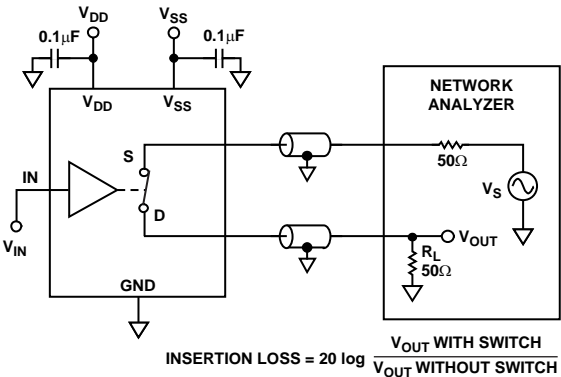 VDD
VSS
0.1µF
0.1µF
VDD
VSS
NETWORK
ANALYZER
S
50Ω
VS
IN
D
VIN
VOUT
RL
50Ω
GND
INSERTION LOSS = 20 log VOUT WITH SWITCH
VOUT WITHOUT SWITCH